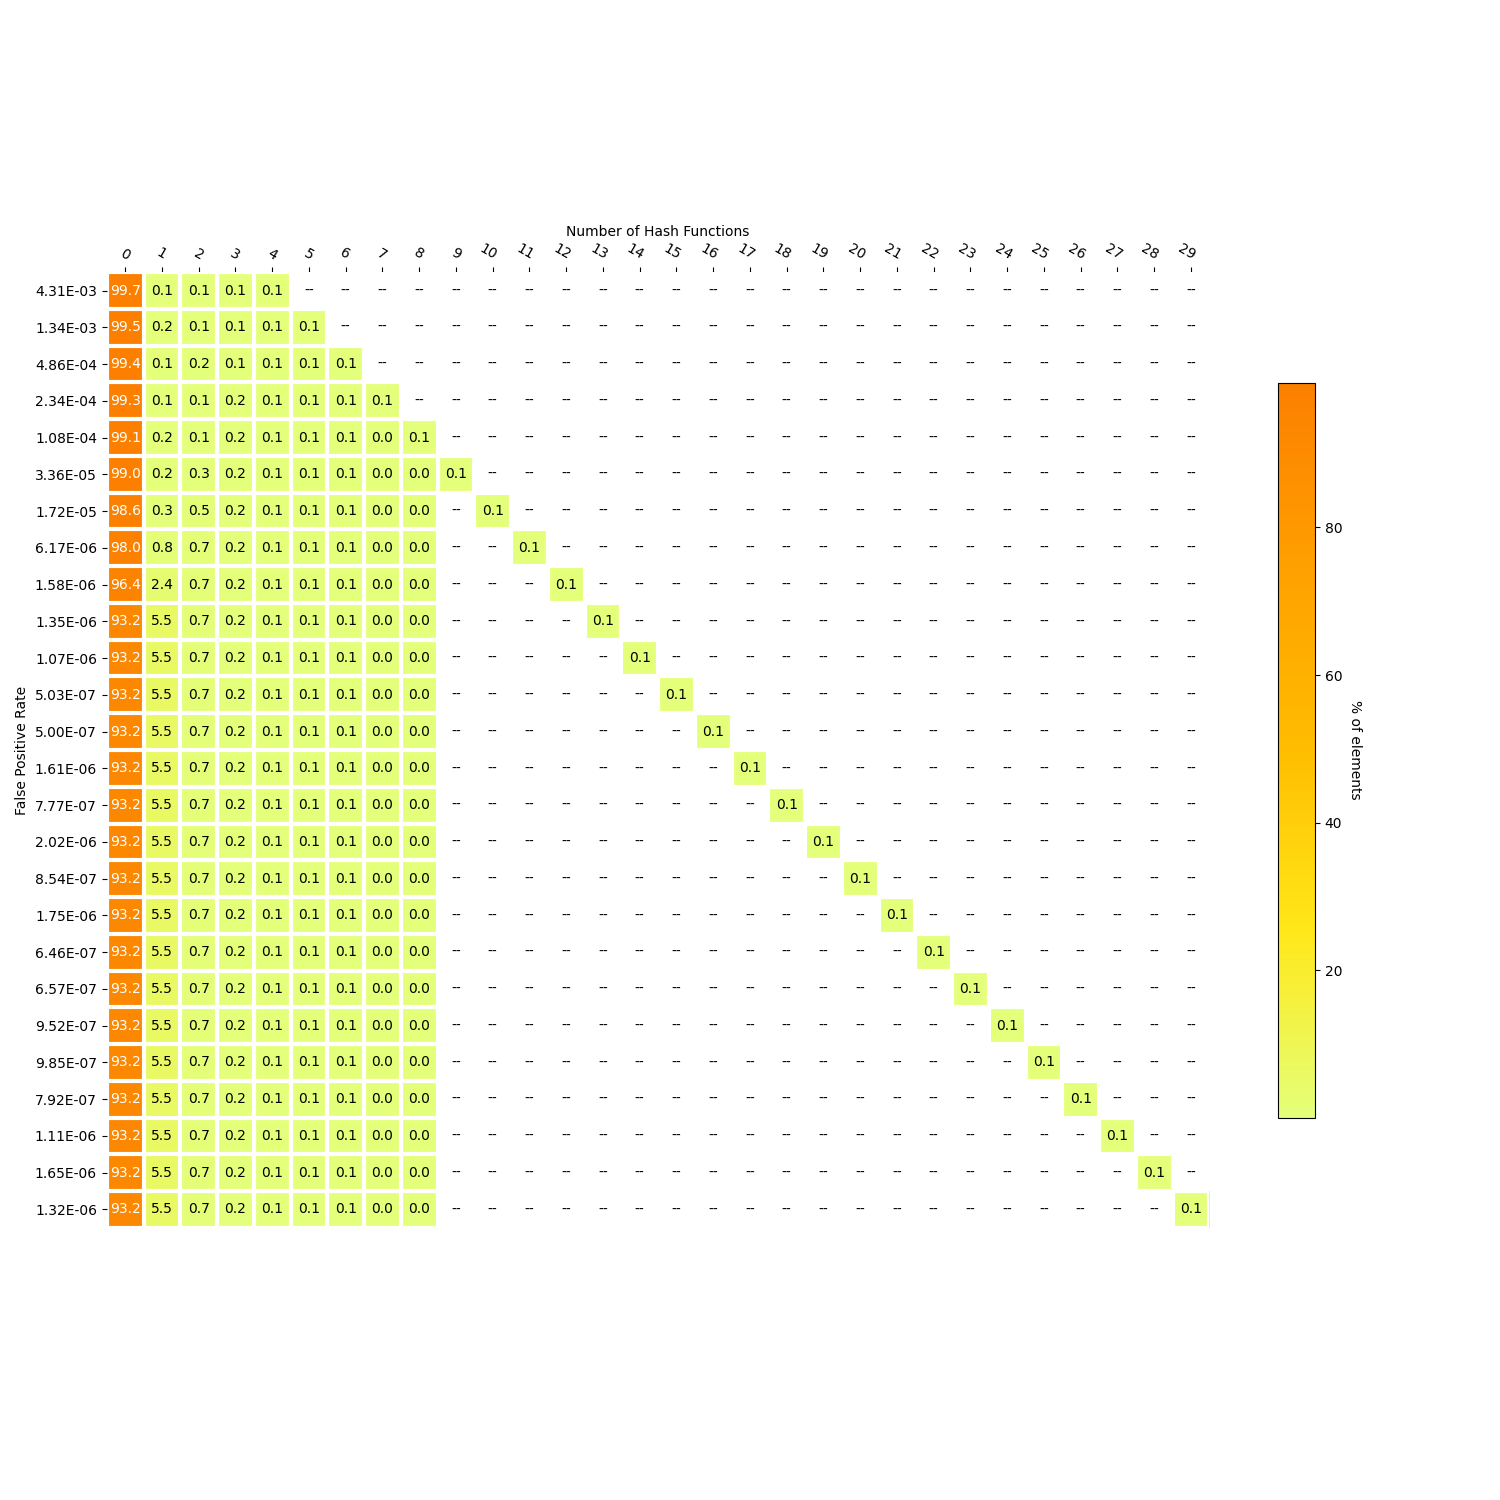 Number of Hash Functions
0 1 2 3 4 5 6 7 8 9 10 11 12 13 14 15 16 17 18 19 20 21 22 23 24 25 26 27 28 29
4.31E-03 99.7 0.1 0.1 0.1 0.1 -- -- -- -- -- -- -- -- -- -- -- -- -- -- -- -- -- -- -- -- -- -- -- -- --
1.34E-03 99.5 0.2 0.1 0.1 0.1 0.1 -- -- -- -- -- -- -- -- -- -- -- -- -- -- -- -- -- -- -- -- -- -- -- --
4.86E-04 99.4 0.1 0.2 0.1 0.1 0.1 0.1 -- -- -- -- -- -- -- -- -- -- -- -- -- -- -- -- -- -- -- -- -- -- --
2.34E-04 99.3 0.1 0.1 0.2 0.1 0.1 0.1 0.1 -- -- -- -- -- -- -- -- -- -- -- -- -- -- -- -- -- -- -- -- -- --
1.08E-04 99.1 0.2 0.1 0.2 0.1 0.1 0.1 0.0 0.1 -- -- -- -- -- -- -- -- -- -- -- -- -- -- -- -- -- -- -- -- --
3.36E-05 99.0 0.2 0.3 0.2 0.1 0.1 0.1 0.0 0.0 0.1 -- -- -- -- -- -- -- -- -- -- -- -- -- -- -- -- -- -- -- --
1.72E-05 98.6 0.3 0.5 0.2 0.1 0.1 0.1 0.0 0.0 -- 0.1 -- -- -- -- -- -- -- -- -- -- -- -- -- -- -- -- -- -- --
6.17E-06 98.0 0.8 0.7 0.2 0.1 0.1 0.1 0.0 0.0 -- -- 0.1 -- -- -- -- -- -- -- -- -- -- -- -- -- -- -- -- -- --
1.58E-06 96.4 2.4 0.7 0.2 0.1 0.1 0.1 0.0 0.0 -- -- -- 0.1 -- -- -- -- -- -- -- -- -- -- -- -- -- -- -- -- --
1.35E-06 93.2 5.5 0.7 0.2 0.1 0.1 0.1 0.0 0.0 -- -- -- -- 0.1 -- -- -- -- -- -- -- -- -- -- -- -- -- -- -- --
1.07E-06 93.2 5.5 0.7 0.2 0.1 0.1 0.1 0.0 0.0 -- -- -- -- -- 0.1 -- -- -- -- -- -- -- -- -- -- -- -- -- -- --
5.03E-07 93.2 5.5 0.7 0.2 0.1 0.1 0.1 0.0 0.0 -- -- -- -- -- -- 0.1 -- -- -- -- -- -- -- -- -- -- -- -- -- --
5.00E-07 93.2 5.5 0.7 0.2 0.1 0.1 0.1 0.0 0.0 -- -- -- -- -- -- -- 0.1 -- -- -- -- -- -- -- -- -- -- -- -- --
1.61E-06 93.2 5.5 0.7 0.2 0.1 0.1 0.1 0.0 0.0 -- -- -- -- -- -- -- -- 0.1 -- -- -- -- -- -- -- -- -- -- -- --
7.77E-07 93.2 5.5 0.7 0.2 0.1 0.1 0.1 0.0 0.0 -- -- -- -- -- -- -- -- -- 0.1 -- -- -- -- -- -- -- -- -- -- --
2.02E-06 93.2 5.5 0.7 0.2 0.1 0.1 0.1 0.0 0.0 -- -- -- -- -- -- -- -- -- -- 0.1 -- -- -- -- -- -- -- -- -- --
8.54E-07 93.2 5.5 0.7 0.2 0.1 0.1 0.1 0.0 0.0 -- -- -- -- -- -- -- -- -- -- -- 0.1 -- -- -- -- -- -- -- -- --
1.75E-06 93.2 5.5 0.7 0.2 0.1 0.1 0.1 0.0 0.0 -- -- -- -- -- -- -- -- -- -- -- -- 0.1 -- -- -- -- -- -- -- --
6.46E-07 93.2 5.5 0.7 0.2 0.1 0.1 0.1 0.0 0.0 -- -- -- -- -- -- -- -- -- -- -- -- -- 0.1 -- -- -- -- -- -- --
6.57E-07 93.2 5.5 0.7 0.2 0.1 0.1 0.1 0.0 0.0 -- -- -- -- -- -- -- -- -- -- -- -- -- -- 0.1 -- -- -- -- -- --
9.52E-07 93.2 5.5 0.7 0.2 0.1 0.1 0.1 0.0 0.0 -- -- -- -- -- -- -- -- -- -- -- -- -- -- -- 0.1 -- -- -- -- --
9.85E-07 93.2 5.5 0.7 0.2 0.1 0.1 0.1 0.0 0.0 -- -- -- -- -- -- -- -- -- -- -- -- -- -- -- -- 0.1 -- -- -- --
7.92E-07 93.2 5.5 0.7 0.2 0.1 0.1 0.1 0.0 0.0 -- -- -- -- -- -- -- -- -- -- -- -- -- -- -- -- -- 0.1 -- -- --
1.11E-06 93.2 5.5 0.7 0.2 0.1 0.1 0.1 0.0 0.0 -- -- -- -- -- -- -- -- -- -- -- -- -- -- -- -- -- -- 0.1 -- --
1.65E-06 93.2 5.5 0.7 0.2 0.1 0.1 0.1 0.0 0.0 -- -- -- -- -- -- -- -- -- -- -- -- -- -- -- -- -- -- -- 0.1 --
1.32E-06 93.2 5.5 0.7 0.2 0.1 0.1 0.1 0.0 0.0 -- -- -- -- -- -- -- -- -- -- -- -- -- -- -- -- -- -- -- -- 0.1
False Positive Rate
80
60
40
20
% of elements